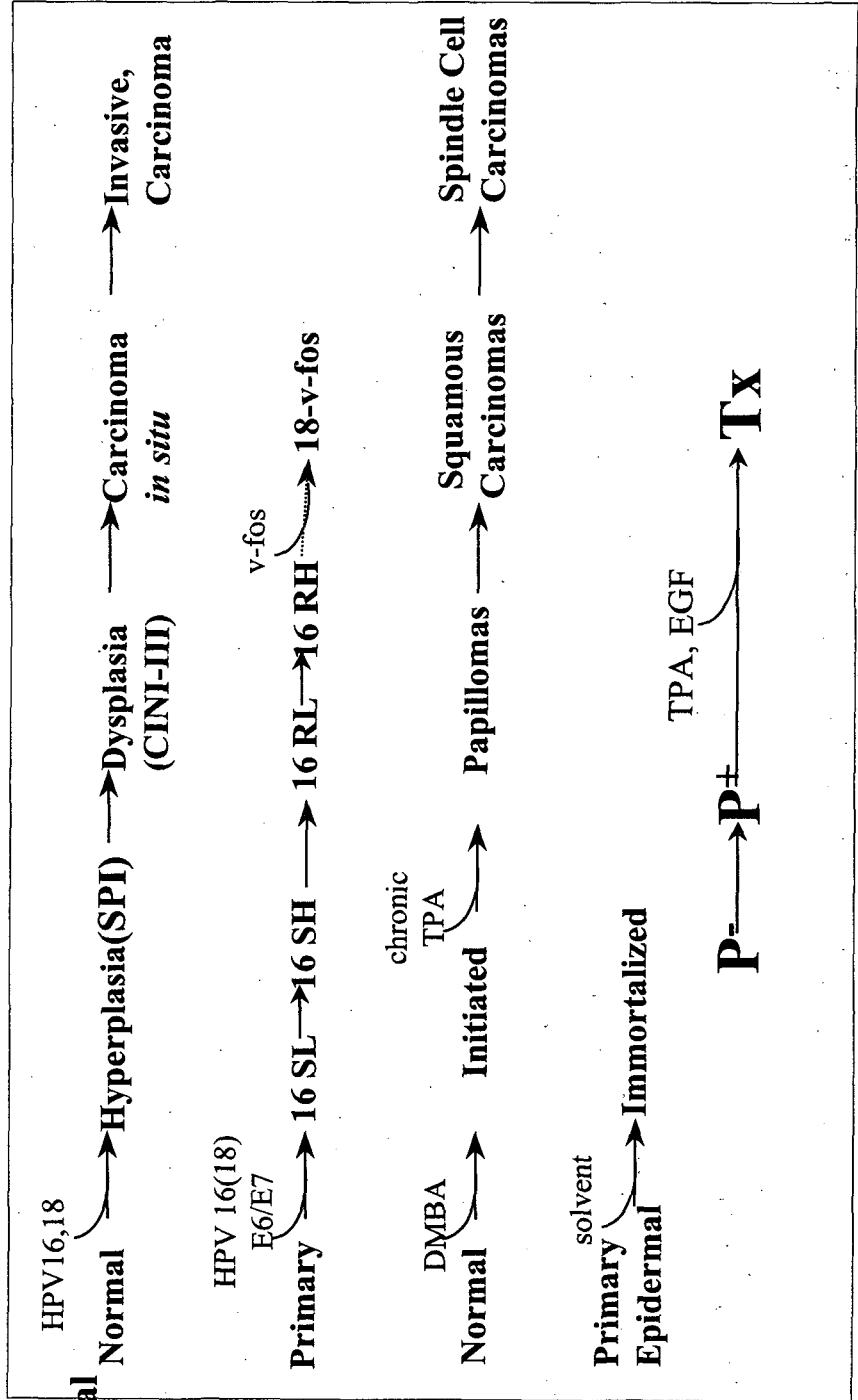 al
HPV16,18
Normal
Hyperplasia(SPI)
Dysplasia
(CINI-III)
Carcinoma
in situ
Invasive,
Carcinoma
HPV 16(18)
E6/E7
Primary
16 SL
16 SH
16 RL
16 RH
v-fos
18-v-fos
DMBA
Normal
Initiated
chronic
TPA
Papillomas
Squamous
Carcinomas
Spindle Cell
Carcinomas
solvent
Primary
Epidermal
Immortalized
P-
P+
TPA, EGF
Tx